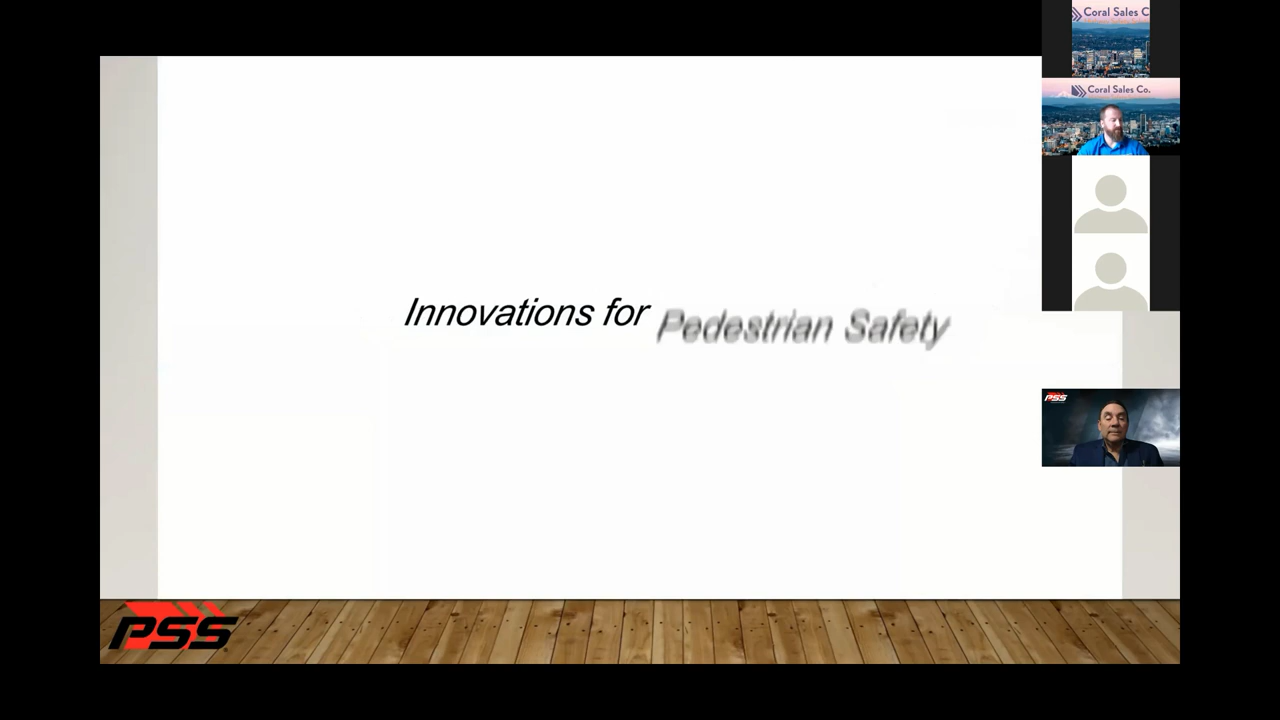 Coral Sales C
Coral Sales Co.
Innovations for Pedestrian Safety
PSS
PSS